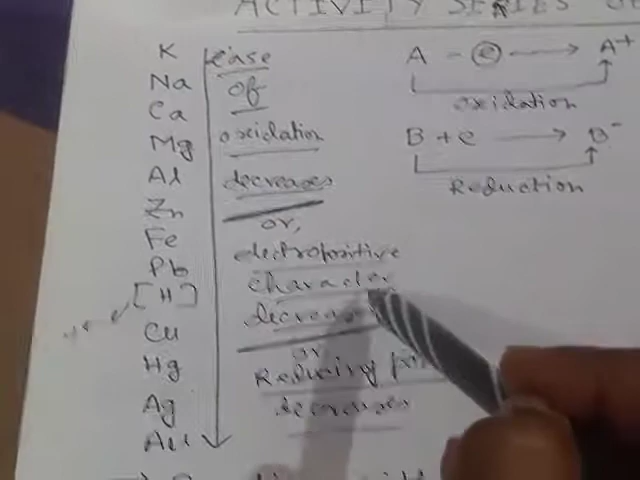 ACTIVITY SERIES
K
Na
Ca
Mg
Al
Zn
Fe
Pb
[H]
Cu
Hg
Ag
Au
ease
of
oxidation
decreases
or,
electropositive
character
decreases
or
Reducing
decreases
A - e → A+
oxidation
B + e → B-
Reduction